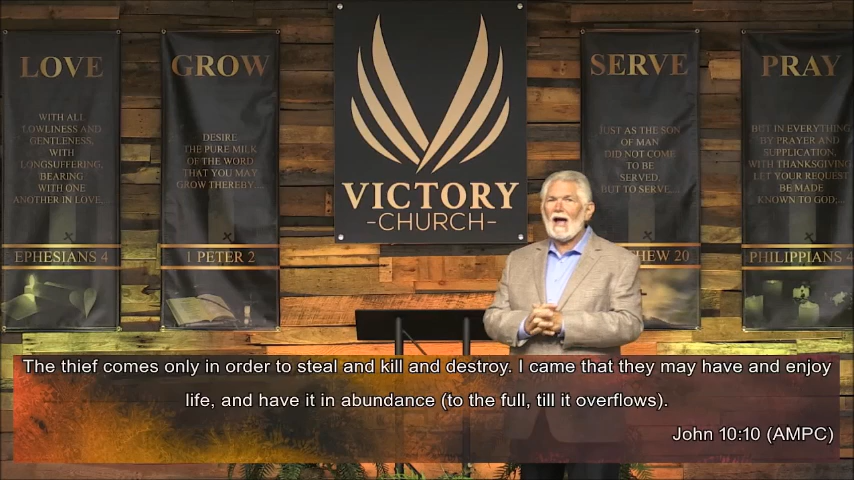 LOVE
WITH ALL
LOWLINESS AND
GENTLENESS,
WITH
LONGSUFFERING,
BEARING
WITH ONE
ANOTHER IN LOVE...
EPHESIANS 4
GROW
DESIRE
THE PURE MILK
OF THE WORD
THAT YOU MAY
GROW THEREBY...
1 PETER 2
VICTORY
-CHURCH-
SERVE
JUST AS THE SON
OF MAN
DID NOT COME
TO BE
SERVED,
BUT TO SERVE...
HEW 20
PRAY
BUT IN EVERYTHING
BY PRAYER AND
SUPPLICATION,
WITH THANKSGIVING
LET YOUR REQUEST
BE MADE
KNOWN TO GOD;...
PHILIPPIANS 4
The thief comes only in order to steal and kill and destroy. I came that they may have and enjoy
life, and have it in abundance (to the full, till it overflows).
John 10:10 (AMPC)